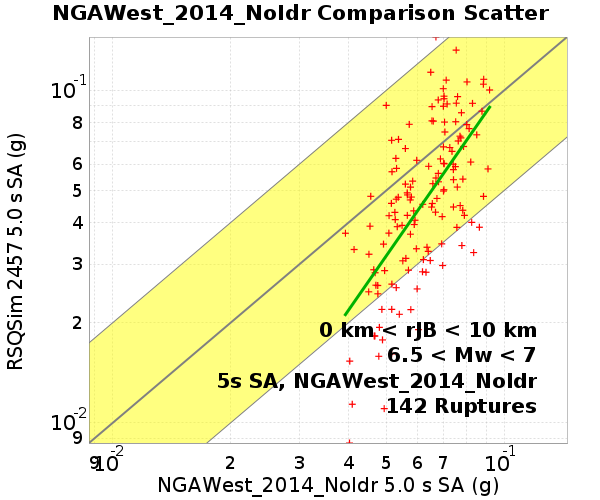 NGAWest_2014_NoIdr Comparison Scatter
RSQSim 2457 5.0 s SA (g)
10-1
8
7
6
5
4
3
2
10-2
9
0 km < rJB < 10 km
6.5 < Mw < 7
5s SA, NGAWest_2014_NoIdr
142 Ruptures
9 10-2 2 3 4 5 6 7 10-1
NGAWest_2014_NoIdr 5.0 s SA (g)